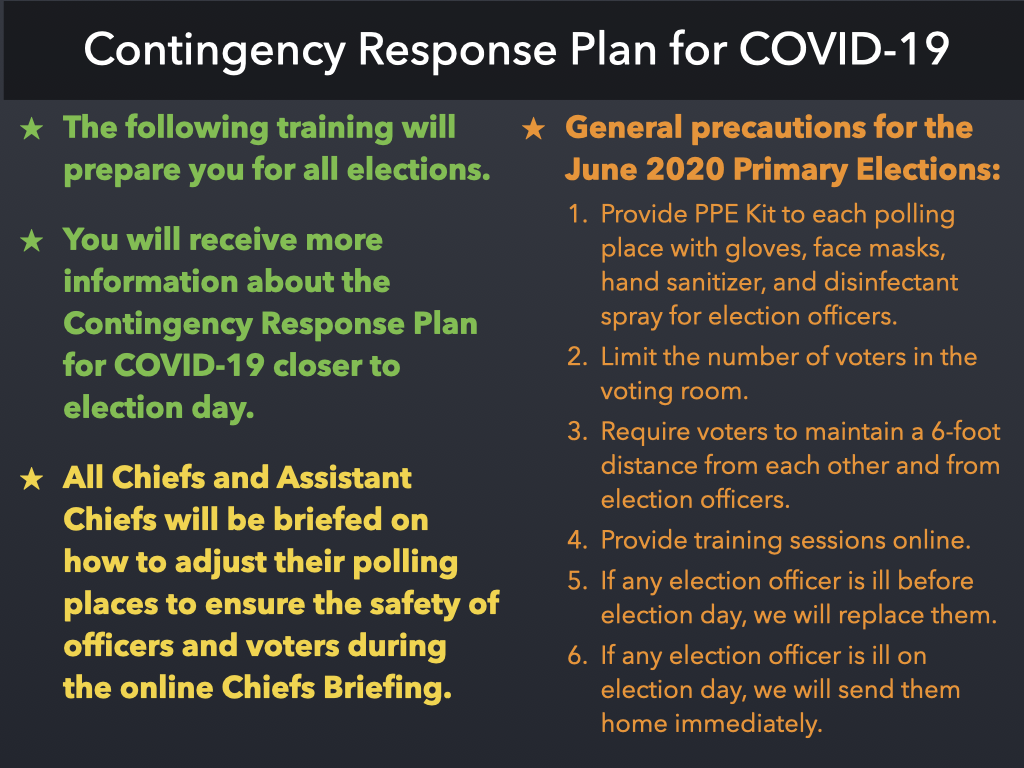 Contingency Response Plan for COVID-19
★ The following training will
prepare you for all elections.
★ You will receive more
information about the
Contingency Response Plan
for COVID-19 closer to
election day.
★ All Chiefs and Assistant
Chiefs will be briefed on
how to adjust their polling
places to ensure the safety of
officers and voters during
the online Chiefs Briefing.
★ General precautions for the
June 2020 Primary Elections:
1. Provide PPE Kit to each polling
place with gloves, face masks,
hand sanitizer, and disinfectant
spray for election officers.
2. Limit the number of voters in the
voting room.
3. Require voters to maintain a 6-foot
distance from each other and from
election officers.
4. Provide training sessions online.
5. If any election officer is ill before
election day, we will replace them.
6. If any election officer is ill on
election day, we will send them
home immediately.